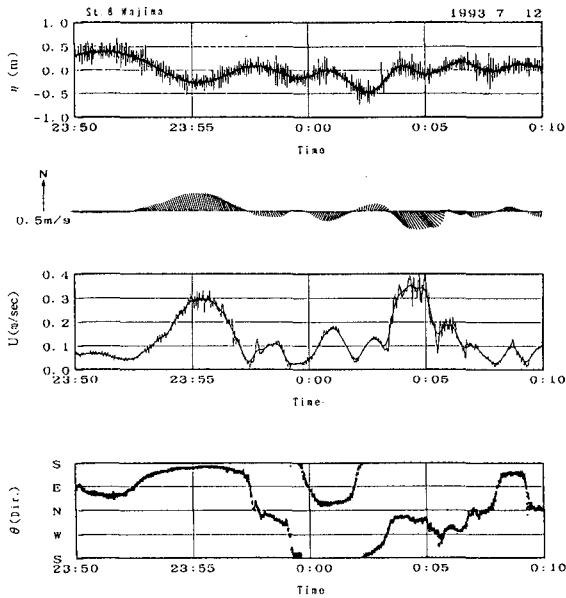 St. 8 Wajima 1993 7 12
1.0
0.5
0.0
-0.5
-1.0
η (m)
23:50 23:55 0:00 0:05 0:10
Time
N
0.5m/s
0.4
0.3
0.2
0.1
0.0
U(m/sec)
23:50 23:55 0:00 0:05 0:10
Time
S
E
N
W
S
θ(Dir.)
23:50 23:55 0:00 0:05 0:10
Time